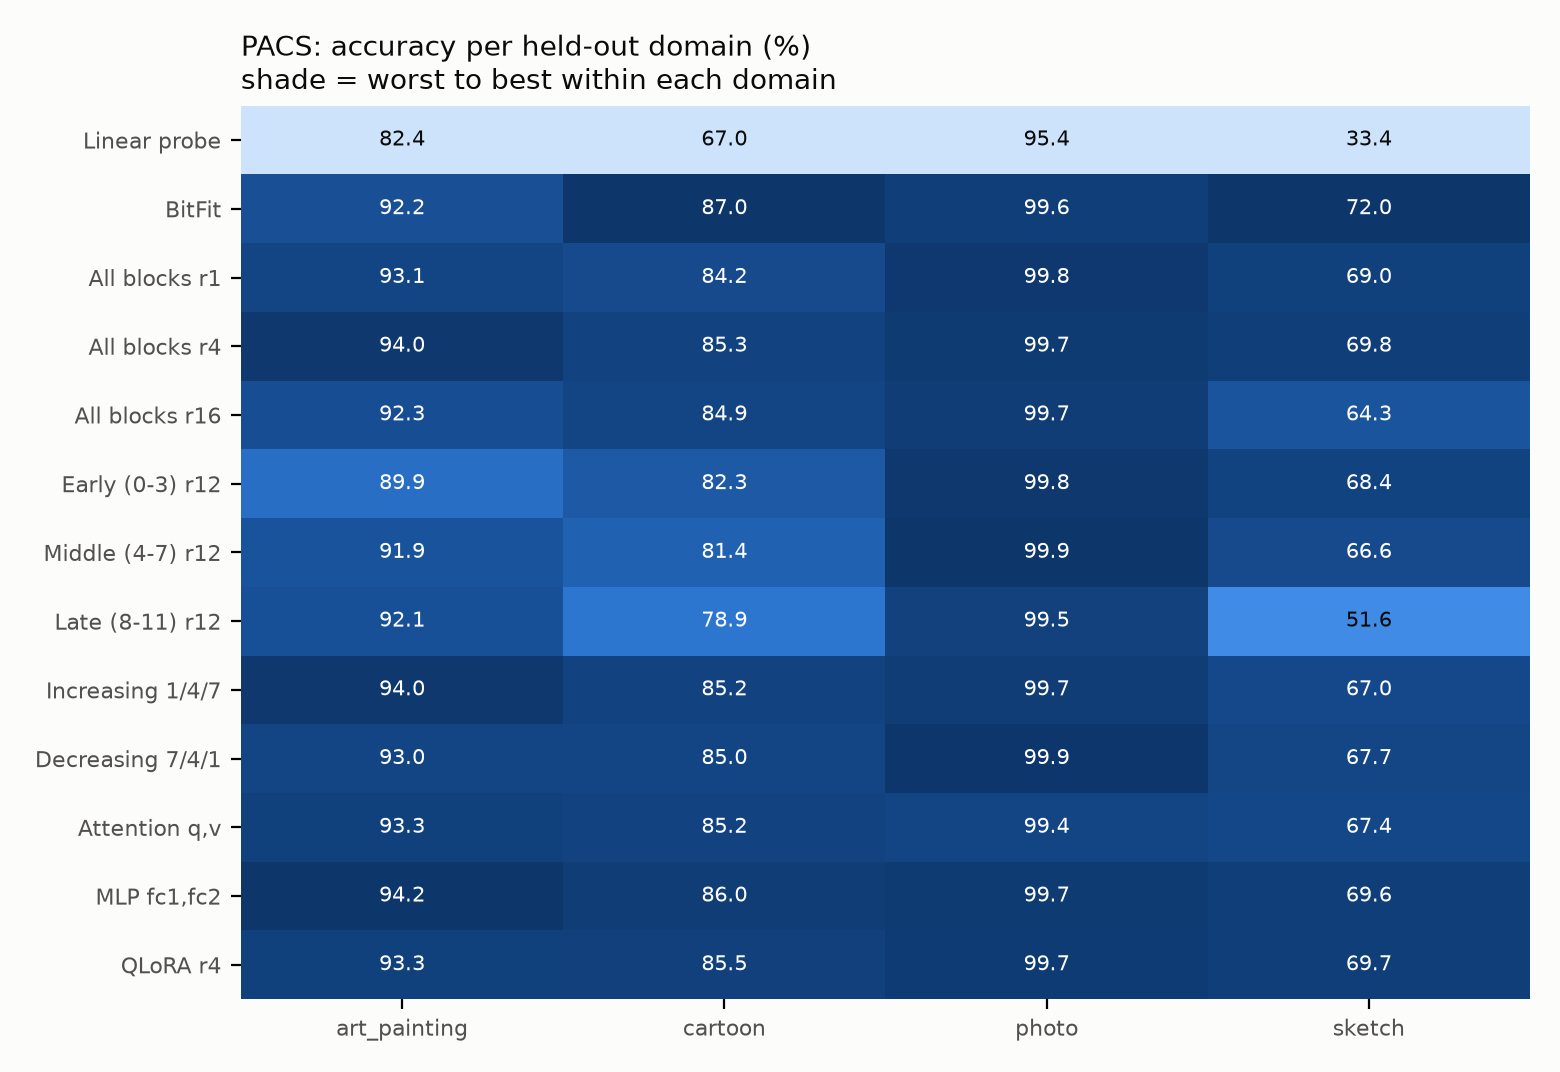 PACS: accuracy per held-out domain (%)
shade = worst to best within each domain
Linear probe 82.4 67.0 95.4 33.4
BitFit 92.2 87.0 99.6 72.0
All blocks r1 93.1 84.2 99.8 69.0
All blocks r4 94.0 85.3 99.7 69.8
All blocks r16 92.3 84.9 99.7 64.3
Early (0-3) r12 89.9 82.3 99.8 68.4
Middle (4-7) r12 91.9 81.4 99.9 66.6
Late (8-11) r12 92.1 78.9 99.5 51.6
Increasing 1/4/7 94.0 85.2 99.7 67.0
Decreasing 7/4/1 93.0 85.0 99.9 67.7
Attention q,v 93.3 85.2 99.4 67.4
MLP fc1,fc2 94.2 86.0 99.7 69.6
QLoRA r4 93.3 85.5 99.7 69.7
art_painting cartoon photo sketch